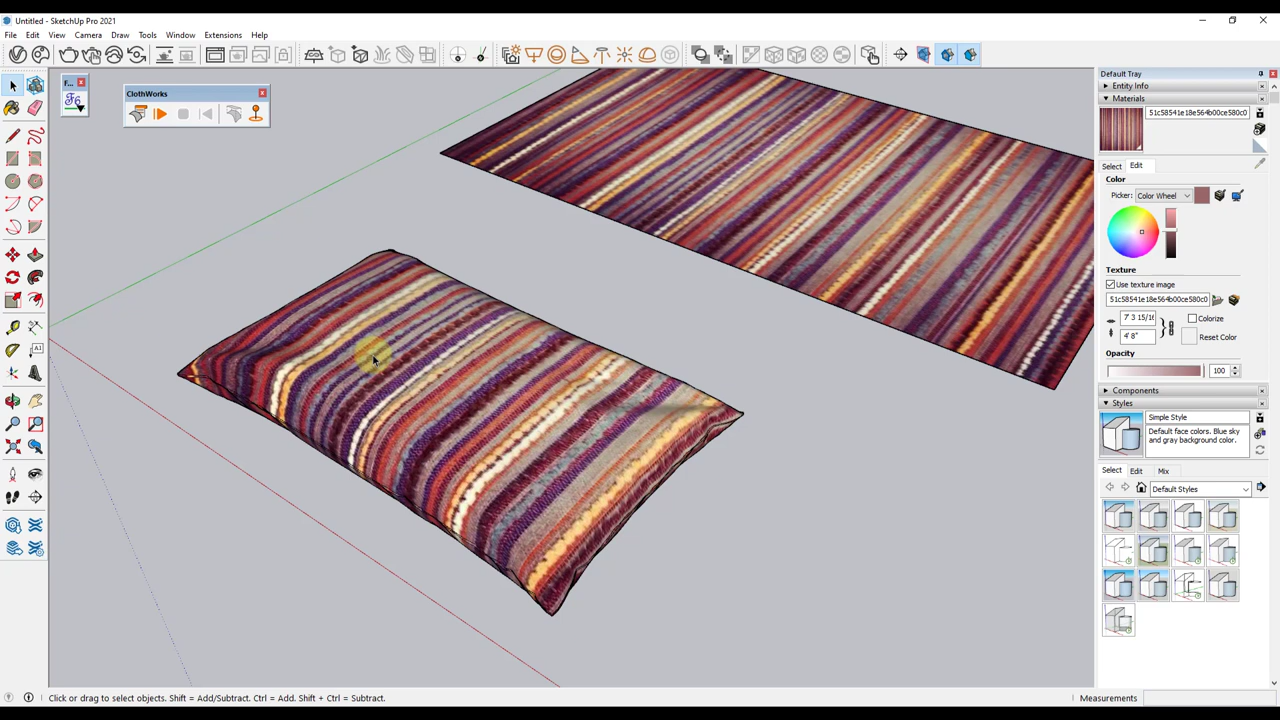 Untitled - SketchUp Pro 2021
File Edit View Camera Draw Tools Window Extensions Help
F...
ClothWorks
Default Tray
Entity Info
Materials
51c58541e18e564b00ce580c0
Select Edit
Color
Picker: Color Wheel
Texture
Use texture image
51c58541e18e564b00ce580c0
7' 3 15/16
Colorize
4' 8"
Reset Color
Opacity
100
Components
Styles
Simple Style
Default face colors. Blue sky
and gray background color.
Select Edit Mix
Default Styles
Click or drag to select objects. Shift = Add/Subtract. Ctrl = Add. Shift + Ctrl = Subtract.
Measurements